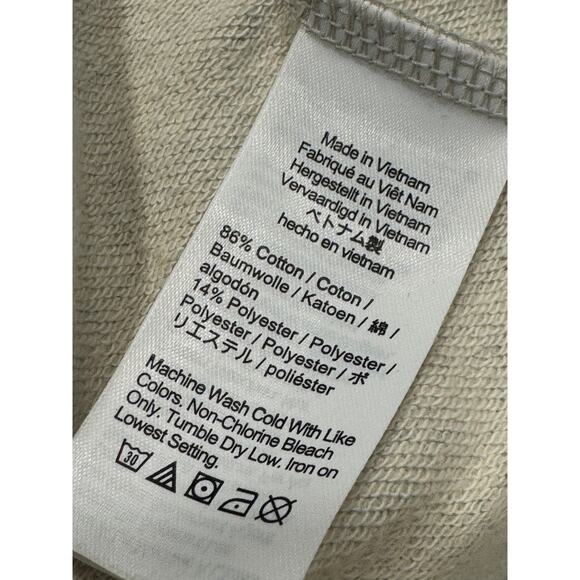 Made in Vietnam
Fabriqué au Viêt Nam
Hergestellt in Vietnam
Vervaardigd in Vietnam
ベトナム製
hecho en vietnam
86% Cotton / Coton /
Baumwolle / Katoen / 綿 /
algodón
14% Polyester / Polyester /
Polyester / Polyester / ポ
リエステル / poliéster
Machine Wash Cold With Like
Colors. Non-Chlorine Bleach
Only. Tumble Dry Low. Iron on
Lowest Setting.
30